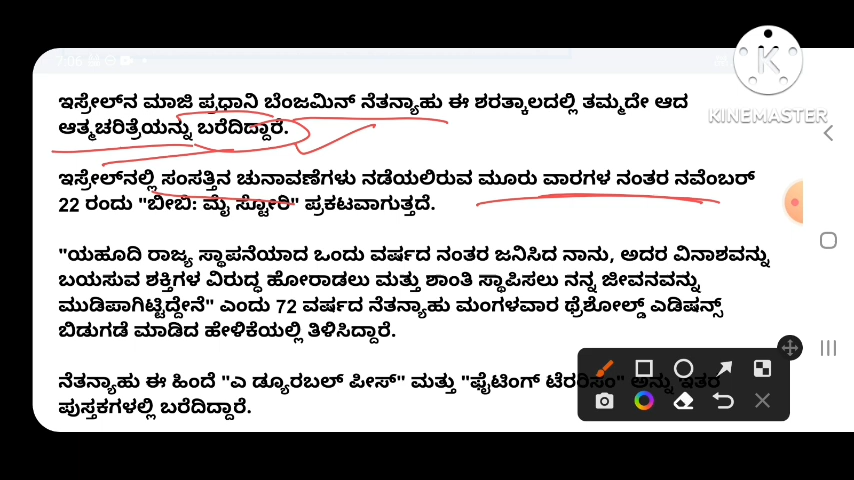 7:06
KINEMASTER
ಇಸ್ರೇಲ್‌ನ ಮಾಜಿ ಪ್ರಧಾನಿ ಬೆಂಜಮಿನ್ ನೆತನ್ಯಾಹು ಈ ಶರತ್ಕಾಲದಲ್ಲಿ ತಮ್ಮದೇ ಆದ
ಆತ್ಮಚರಿತ್ರೆಯನ್ನು ಬರೆದಿದ್ದಾರೆ.
ಇಸ್ರೇಲ್‌ನಲ್ಲಿ ಸಂಸತ್ತಿನ ಚುನಾವಣೆಗಳು ನಡೆಯಲಿರುವ ಮೂರು ವಾರಗಳ ನಂತರ ನವೆಂಬರ್
22 ರಂದು "ಬೀಬಿ: ಮೈ ಸ್ಟೋರಿ" ಪ್ರಕಟವಾಗುತ್ತದೆ.
"ಯಹೂದಿ ರಾಜ್ಯ ಸ್ಥಾಪನೆಯಾದ ಒಂದು ವರ್ಷದ ನಂತರ ಜನಿಸಿದ ನಾನು, ಅದರ ವಿನಾಶವನ್ನು
ಬಯಸುವ ಶಕ್ತಿಗಳ ವಿರುದ್ಧ ಹೋರಾಡಲು ಮತ್ತು ಶಾಂತಿ ಸ್ಥಾಪಿಸಲು ನನ್ನ ಜೀವನವನ್ನು
ಮುಡಿಪಾಗಿಟ್ಟಿದ್ದೇನೆ" ಎಂದು 72 ವರ್ಷದ ನೆತನ್ಯಾಹು ಮಂಗಳವಾರ ಥ್ರೆಶೋಲ್ಡ್ ಎಡಿಷನ್ಸ್
ಬಿಡುಗಡೆ ಮಾಡಿದ ಹೇಳಿಕೆಯಲ್ಲಿ ತಿಳಿಸಿದ್ದಾರೆ.
ನೆತನ್ಯಾಹು ಈ ಹಿಂದೆ "ಎ ಡ್ಯೂರಬಲ್ ಪೀಸ್" ಮತ್ತು "ಫೈಟಿಂಗ್ ಟೆರರಿಸಂ" ಅನ್ನು ಇತರ
ಪುಸ್ತಕಗಳಲ್ಲಿ ಬರೆದಿದ್ದಾರೆ.